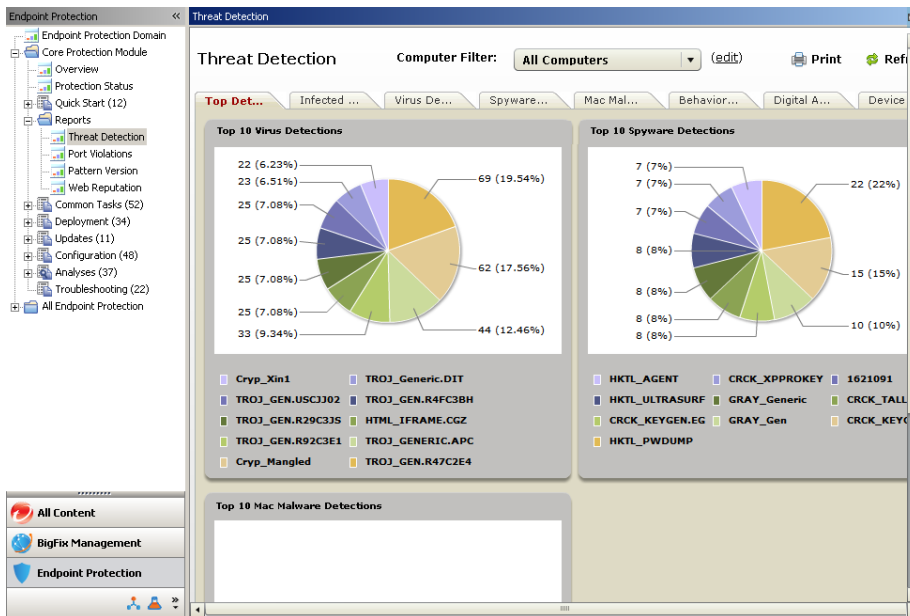 Endpoint Protection «
Endpoint Protection Domain
Core Protection Module
Overview
Protection Status
Quick Start (12)
Reports
Threat Detection
Port Violations
Pattern Version
Web Reputation
Common Tasks (52)
Deployment (34)
Updates (11)
Configuration (48)
Analyses (37)
Troubleshooting (22)
All Endpoint Protection
All Content
BigFix Management
Endpoint Protection
Threat Detection
Threat Detection
Computer Filter: All Computers (edit) Print Refr
Top Det... Infected ... Virus De... Spyware... Mac Mal... Behavior... Digital A... Device
Top 10 Virus Detections
22 (6.23%)
23 (6.51%)
25 (7.08%)
25 (7.08%)
25 (7.08%)
25 (7.08%)
33 (9.34%)
69 (19.54%)
62 (17.56%)
44 (12.46%)
Cryp_Xin1 TROJ_Generic.DIT
TROJ_GEN.USCJJ02 TROJ_GEN.R4FC3BH
TROJ_GEN.R29C3JS HTML_IFRAME.CGZ
TROJ_GEN.R92C3E1 TROJ_GENERIC.APC
Cryp_Mangled TROJ_GEN.R47C2E4
Top 10 Spyware Detections
7 (7%)
7 (7%)
7 (7%)
8 (8%)
8 (8%)
8 (8%)
8 (8%)
22 (22%)
15 (15%)
10 (10%)
HKTL_AGENT CRCK_XPPROKEY 1621091
HKTL_ULTRASURF GRAY_Generic CRCK_TALL
CRCK_KEYGEN.EG GRAY_Gen CRCK_KEYG
HKTL_PWDUMP
Top 10 Mac Malware Detections